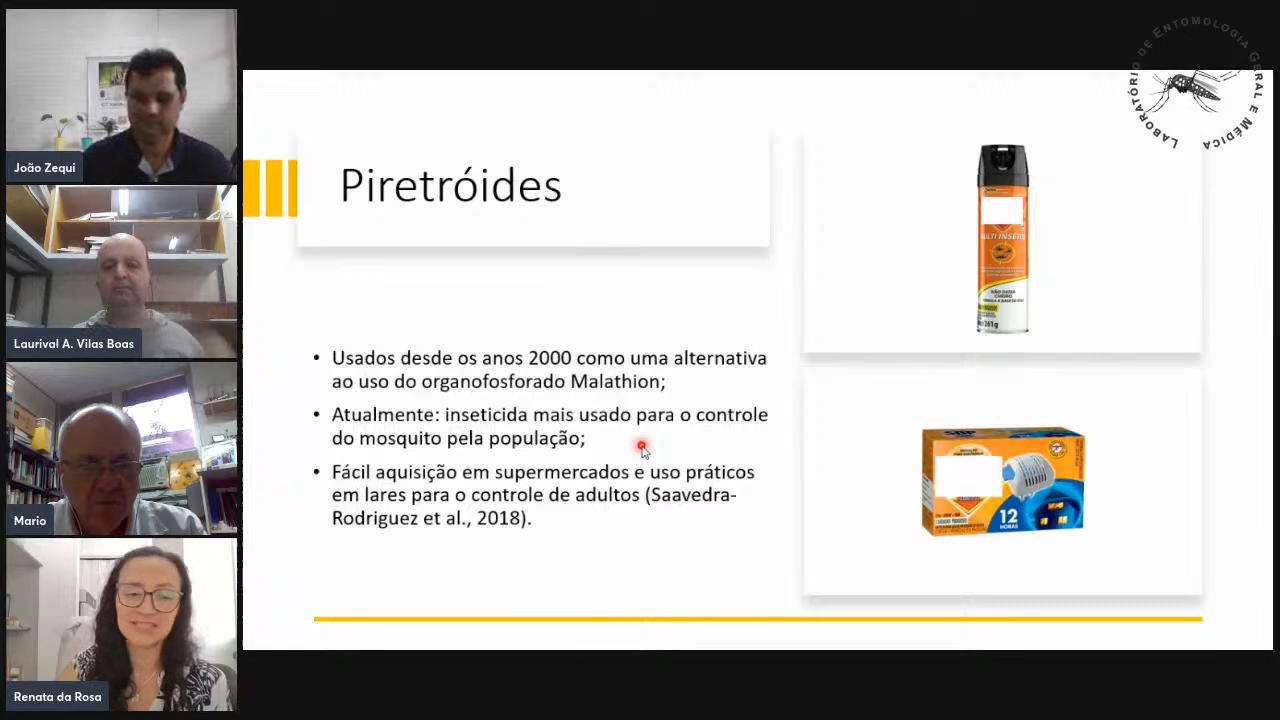 João Zequi
Laurival A. Vilas Boas
Mario
Renata da Rosa
LABORATÓRIO DE ENTOMOLOGIA GERAL E MÉDICA
Piretróides
• Usados desde os anos 2000 como uma alternativa
ao uso do organofosforado Malathion;
• Atualmente: inseticida mais usado para o controle
do mosquito pela população;
• Fácil aquisição em supermercados e uso práticos
em lares para o controle de adultos (Saavedra-
Rodriguez et al., 2018).
MULTI INSETOS
NÃO DEIXA
CHEIRO
261g
12
HORAS